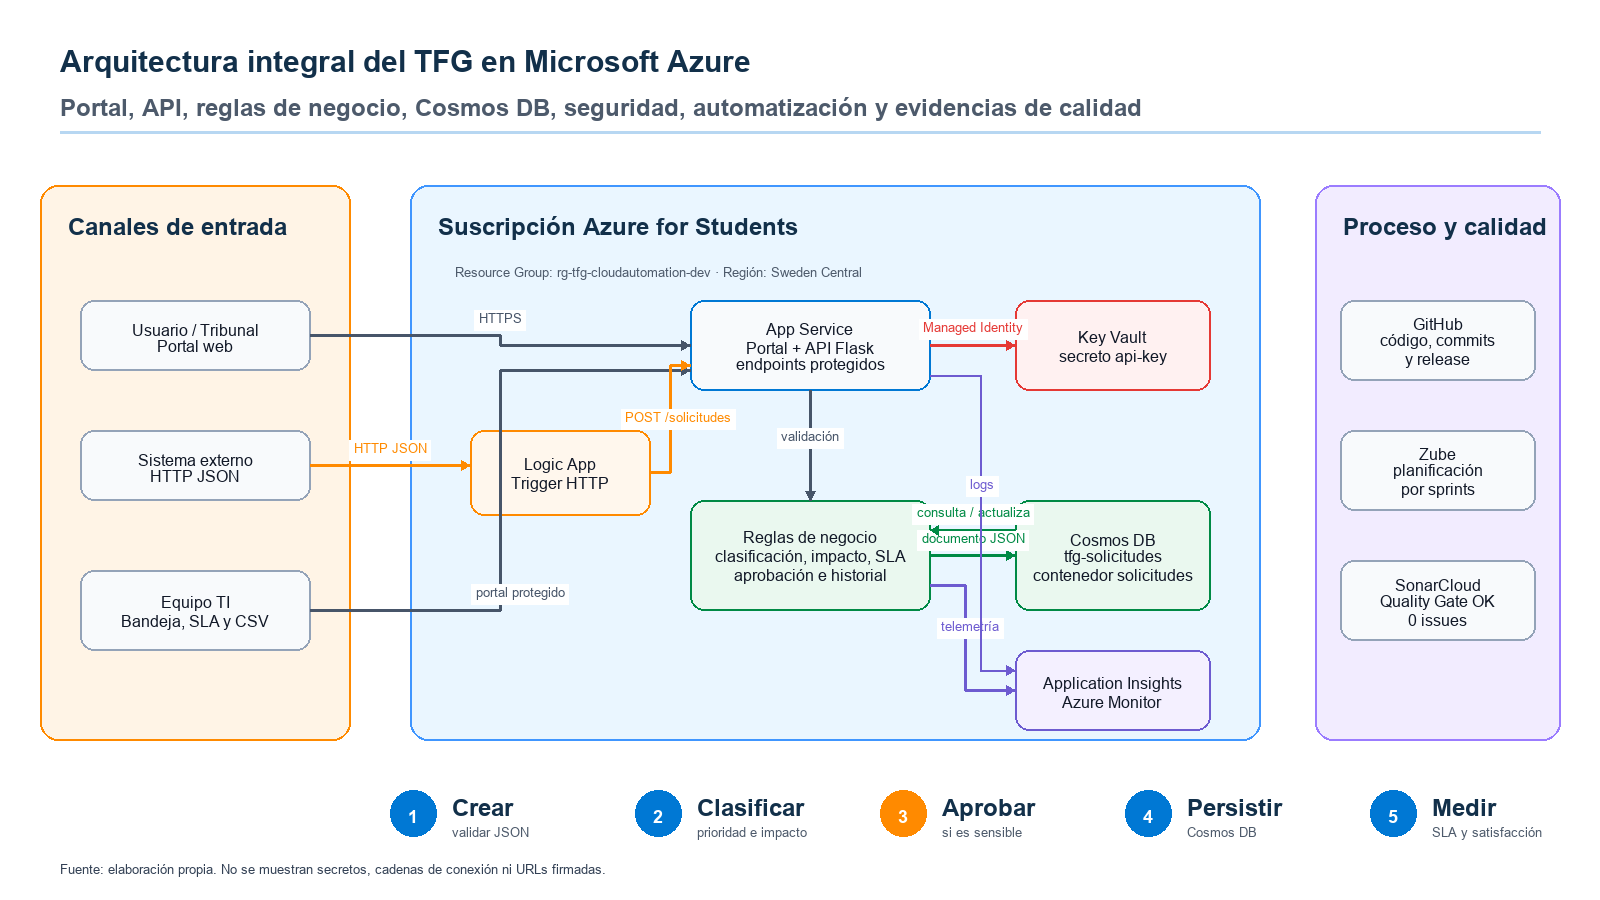 Arquitectura integral del TFG en Microsoft Azure
Portal, API, reglas de negocio, Cosmos DB, seguridad, automatización y evidencias de calidad
Canales de entrada
Usuario / Tribunal
Portal web
Sistema externo
HTTP JSON
Equipo TI
Bandeja, SLA y CSV
HTTP JSON
Suscripción Azure for Students
Resource Group: rg-tfg-cloudautomation-dev · Región: Sweden Central
HTTPS
App Service
Portal + API Flask
endpoints protegidos
Managed Identity
Key Vault
secreto api-key
POST /solicitudes
validación
Logic App
Trigger HTTP
logs
consulta / actualiza
documento JSON
Reglas de negocio
clasificación, impacto, SLA
aprobación e historial
Cosmos DB
tfg-solicitudes
contenedor solicitudes
portal protegido
telemetría
Application Insights
Azure Monitor
Proceso y calidad
GitHub
código, commits
y release
Zube
planificación
por sprints
SonarCloud
Quality Gate OK
0 issues
1
Crear
validar JSON
2
Clasificar
prioridad e impacto
3
Aprobar
si es sensible
4
Persistir
Cosmos DB
5
Medir
SLA y satisfacción
Fuente: elaboración propia. No se muestran secretos, cadenas de conexión ni URLs firmadas.